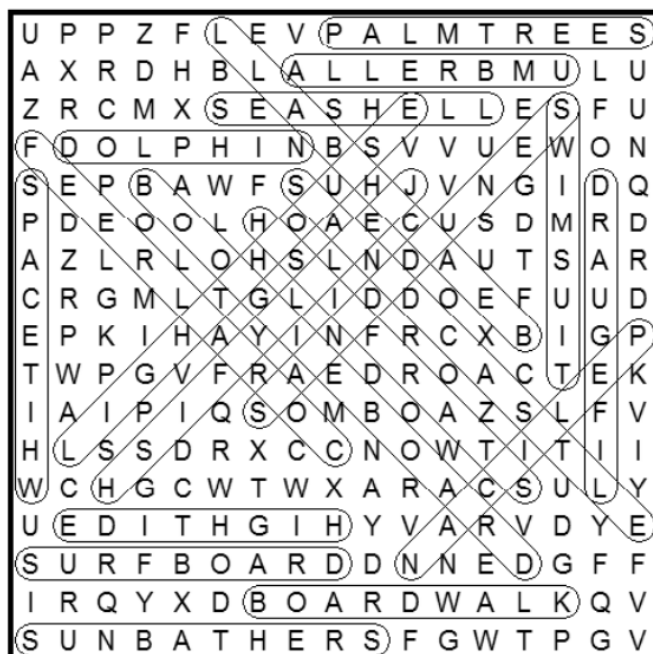 U P P Z F L E V P A L M T R E E S
A X R D H B L A L L E R B M U L U
Z R C M X S E A S H E L L E S F U
F D O L P H I N B S V V U E W O N
S E P B A W F S U H J V N G I D Q
P D E O O L H O A E C U S D M R D
A Z L R L O H S L N D A U T S A R
C R G M L T G L I D D O E F U U D
E P K I H A Y I N F R C X B I G P
T W P G V F R A E D R O A C T E K
I A I P I Q S O M B O A Z S L F V
H L S S D R X C C N O W T I T I I
W C H G C W T W X A R A C S U L Y
U E D I T H G I H Y V A R V D Y E
S U R F B O A R D D N N E D G F F
I R Q Y X D B O A R D W A L K Q V
S U N B A T H E R S F G W T P G V